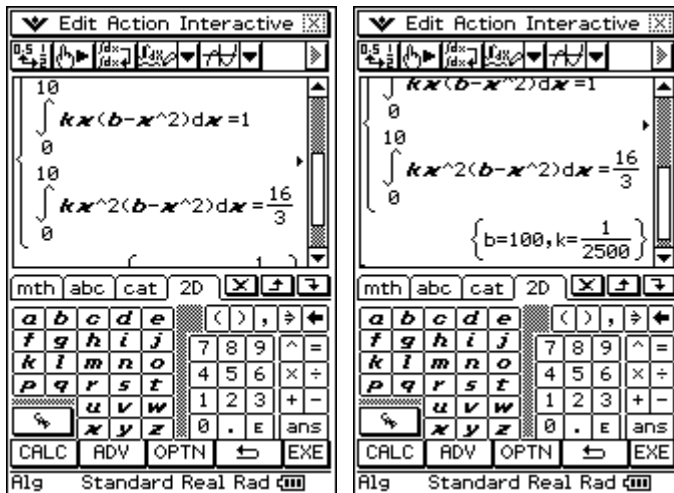 Edit Action Interactive
10
∫kx(b-x^2)dx=1
0
10
∫kx^2(b-x^2)dx=16/3
0
mth abc cat 2D
a b c d e ( ) ,
f g h i j 7 8 9 ^ =
k l m n o 4 5 6 × ÷
p q r s t 1 2 3 + -
u v w 0 . E ans
x y z
CALC ADV OPTN EXE
Alg Standard Real Rad
Edit Action Interactive
∫kx(b-x^2)dx=1
0
10
∫kx^2(b-x^2)dx=16/3
0
{b=100,k=1/2500}
mth abc cat 2D
a b c d e ( ) ,
f g h i j 7 8 9 ^ =
k l m n o 4 5 6 × ÷
p q r s t 1 2 3 + -
u v w 0 . E ans
x y z
CALC ADV OPTN EXE
Alg Standard Real Rad